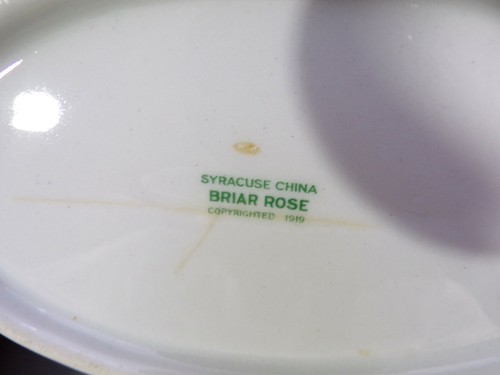 SYRACUSE CHINA
BRIAR ROSE
COPYRIGHTED 1919